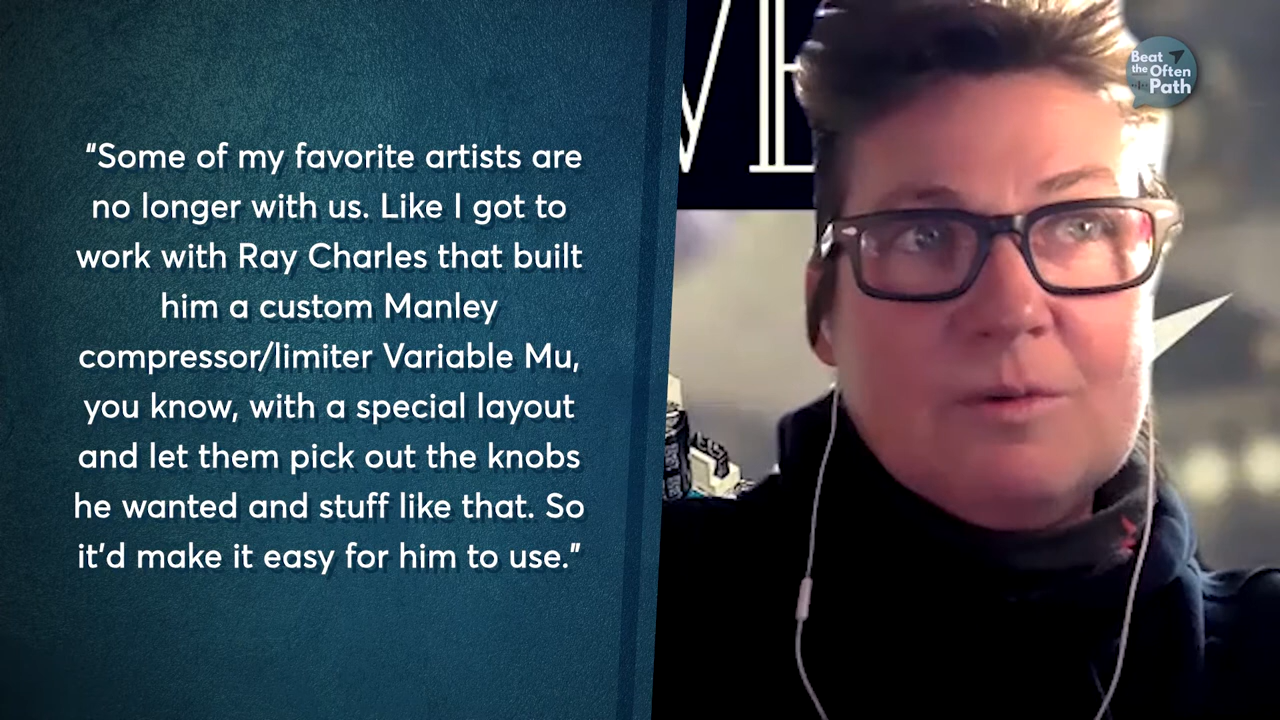 “Some of my favorite artists are
no longer with us. Like I got to
work with Ray Charles that built
him a custom Manley
compressor/limiter Variable Mu,
you know, with a special layout
and let them pick out the knobs
he wanted and stuff like that. So
it'd make it easy for him to use.”
VE
Beat
the Often
Path